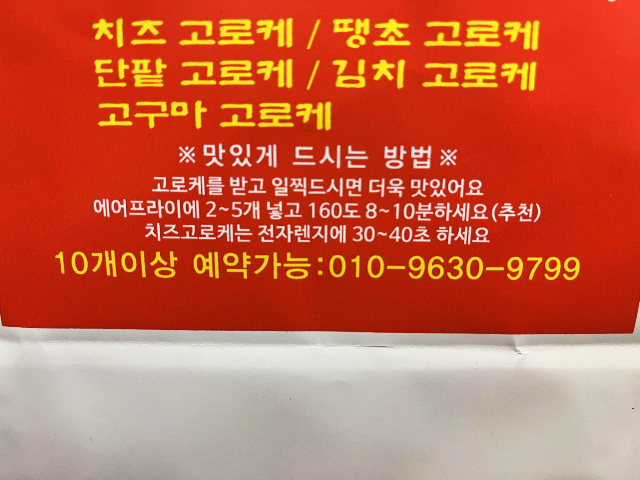 치즈 고로케 / 땡초 고로케
단팥 고로케 / 김치 고로케
고구마 고로케
※맛있게 드시는 방법※
고로케를 받고 일찍드시면 더욱 맛있어요
에어프라이에 2~5개 넣고 160도 8~10분하세요(추천)
치즈고로케는 전자렌지에 30~40초 하세요
10개이상 예약가능:010-9630-9799